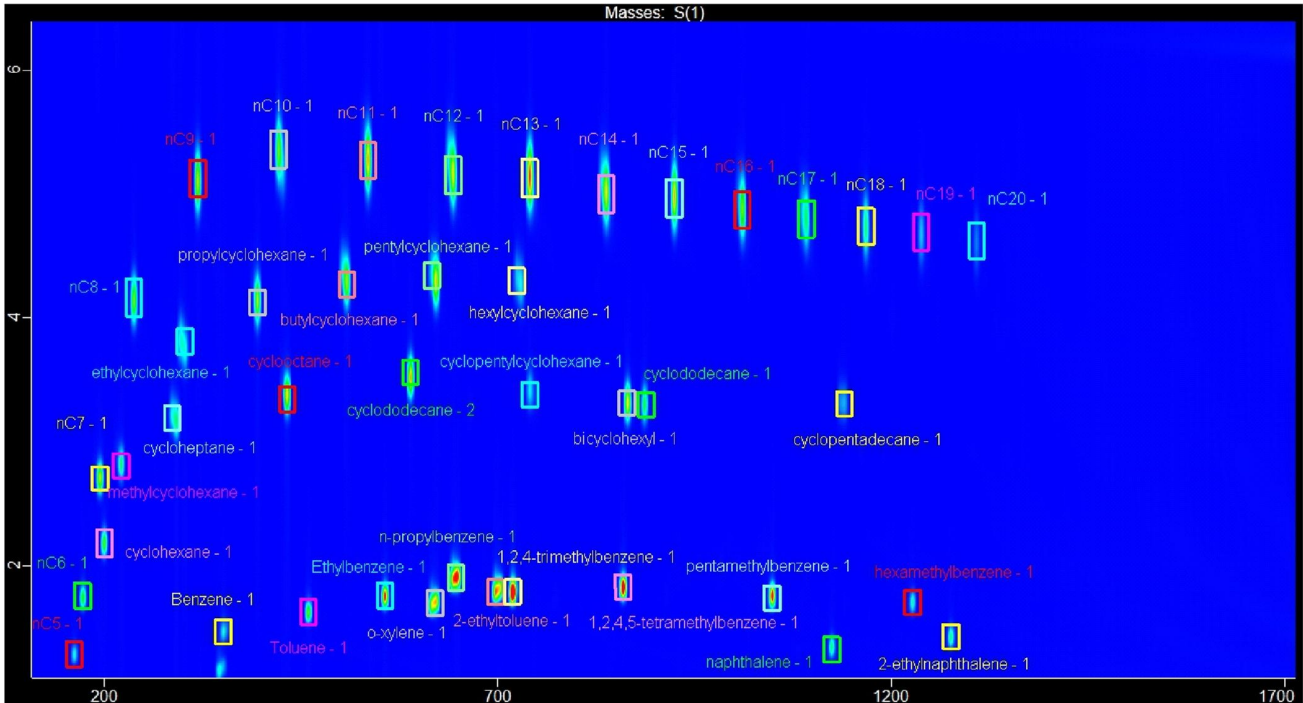 Masses: S(1)
6
nC10 - 1
nC11 - 1
nC12 - 1
nC13 - 1
nC9 - 1
nC14 - 1
nC15 - 1
nC16 - 1
nC17 - 1
nC18 - 1
nC19 - 1
nC20 - 1
propylcyclohexane - 1
pentylcyclohexane - 1
nC8 - 1
4
butylcyclohexane - 1
hexylcyclohexane - 1
ethylcyclohexane - 1
cyclooctane - 1
cyclopentylcyclohexane - 1
cyclododecane - 1
cyclododecane - 2
nC7 - 1
cycloheptane - 1
bicyclohexyl - 1
cyclopentadecane - 1
methylcyclohexane - 1
n-propylbenzene - 1
cyclohexane - 1
1,2,4-trimethylbenzene - 1
2
nC6 - 1
Ethylbenzene - 1
pentamethylbenzene - 1
hexamethylbenzene - 1
Benzene - 1
nC5 - 1
o-xylene - 1
2-ethyltoluene - 1
1,2,4,5-tetramethylbenzene - 1
Toluene - 1
naphthalene - 1
2-ethylnaphthalene - 1
200
700
1200
1700